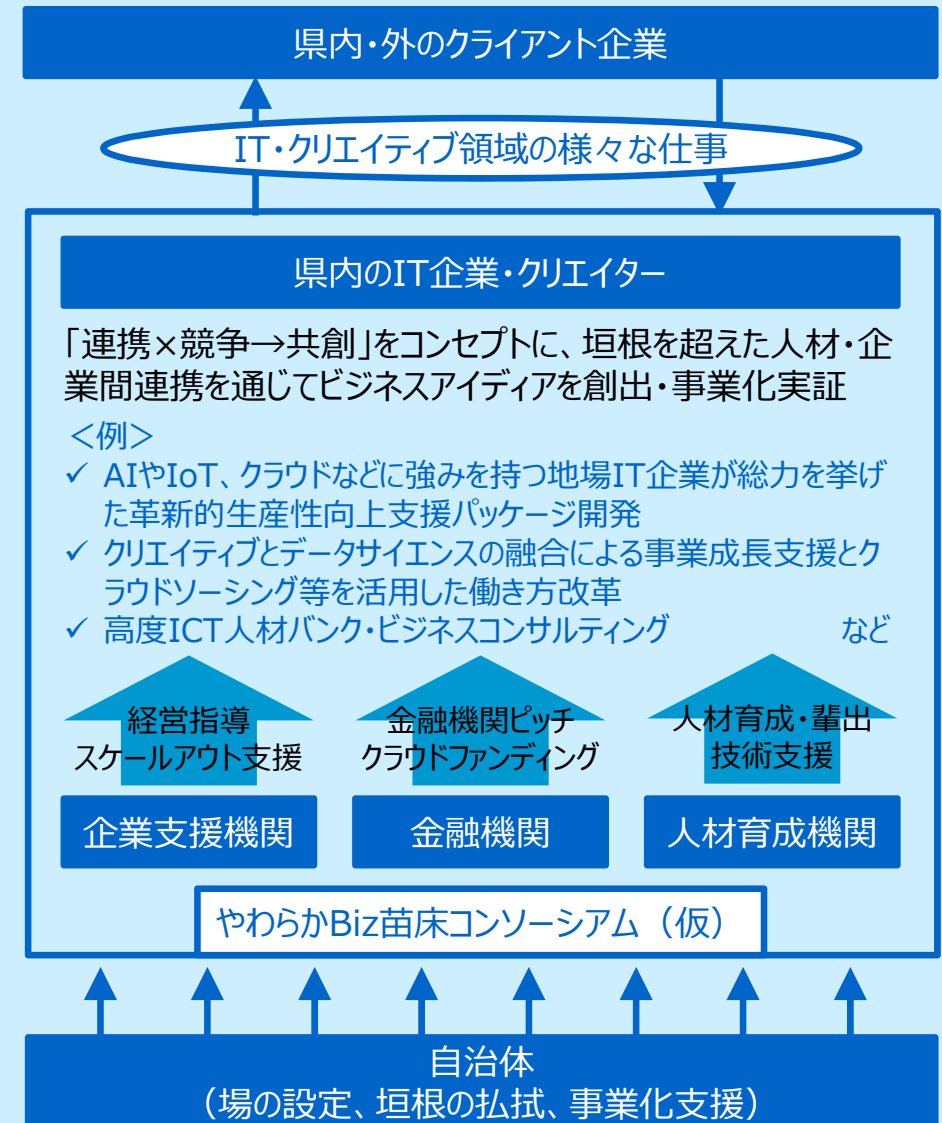 県内・外のクライアント企業
IT・クリエイティブ領域の様々な仕事
県内のIT企業・クリエイター
「連携×競争→共創」をコンセプトに、垣根を超えた人材・企
業間連携を通じてビジネスアイディアを創出・事業化実証
＜例＞
✓ AIやIoT、クラウドなどに強みを持つ地場IT企業が総力を挙げ
た革新的生産性向上支援パッケージ開発
✓ クリエイティブとデータサイエンスの融合による事業成長支援とク
ラウドソーシング等を活用した働き方改革
✓ 高度ICT人材バンク・ビジネスコンサルティング など
経営指導
スケールアウト支援
金融機関ピッチ
クラウドファンディング
人材育成・輩出
技術支援
企業支援機関
金融機関
人材育成機関
やわらかBiz苗床コンソーシアム（仮）
自治体
（場の設定、垣根の払拭、事業化支援）